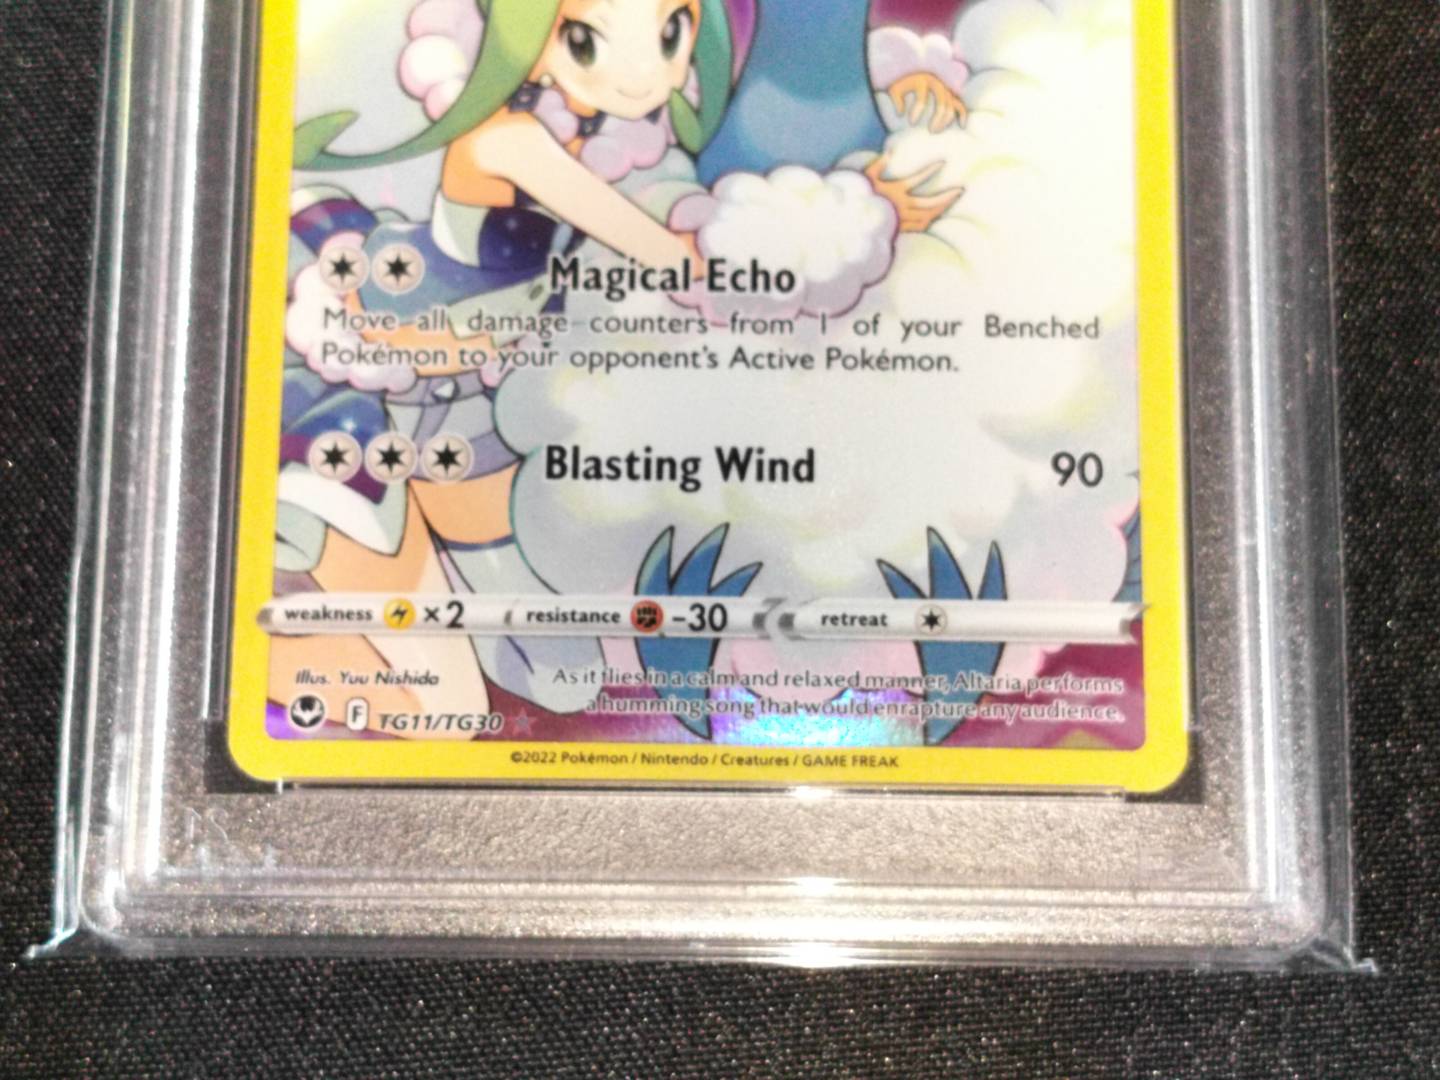 Magical Echo
Move all damage counters from 1 of your Benched
Pokémon to your opponent's Active Pokémon.
Blasting Wind 90
weakness ×2 resistance -30 retreat
Illus. Yuu Nishida
As it flies in a calm and relaxed manner, Altaria performs
a humming song that would enrapture any audience.
F TG11/TG30
©2022 Pokémon / Nintendo / Creatures / GAME FREAK